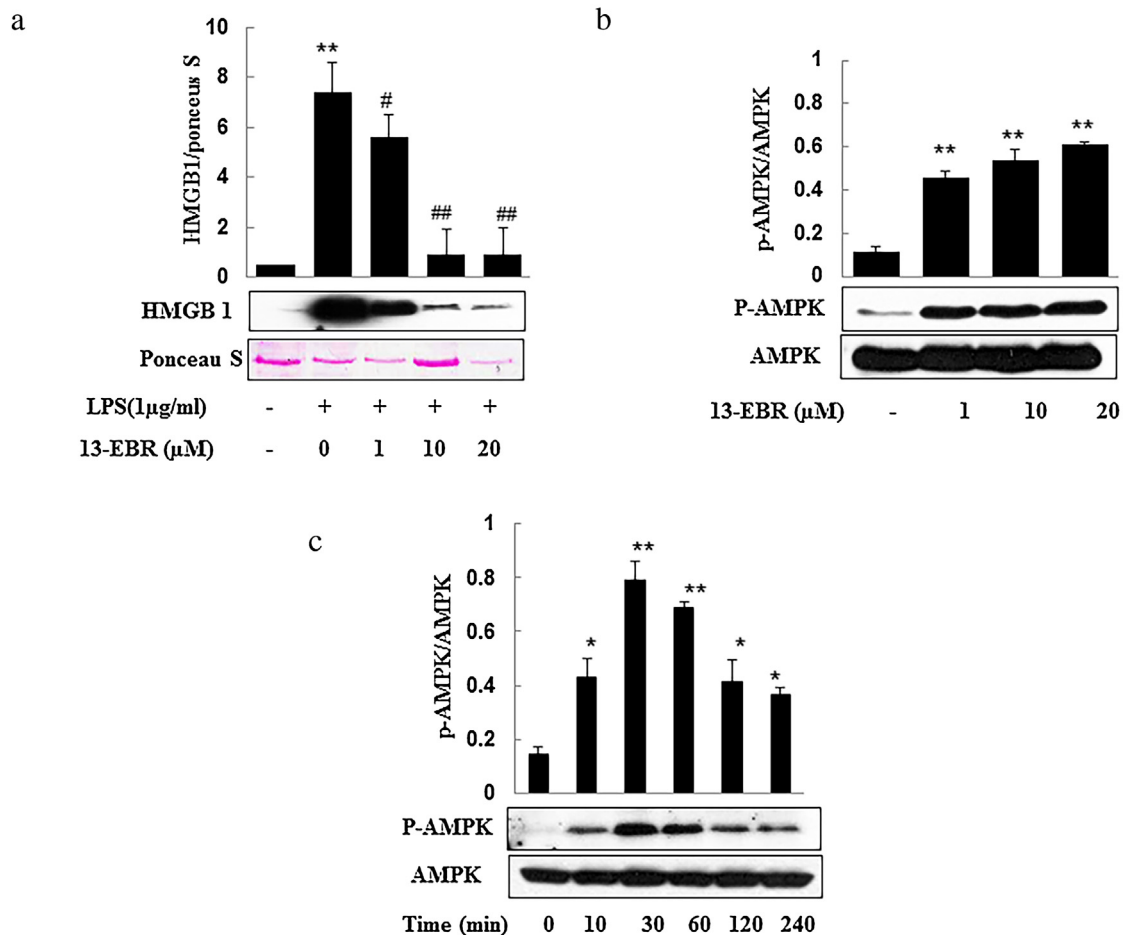 a
HMGB1/ponceus S
10
8
6
4
2
0
**
#
##
##
HMGB 1
Ponceau S
LPS(1µg/ml) - + + + +
13-EBR (µM) - 0 1 10 20
b
p-AMPK/AMPK
1
0.8
0.6
0.4
0.2
0
**
**
**
P-AMPK
AMPK
13-EBR (µM) - 1 10 20
c
p-AMPK/AMPK
1
0.8
0.6
0.4
0.2
0
*
**
**
*
*
P-AMPK
AMPK
Time (min) 0 10 30 60 120 240